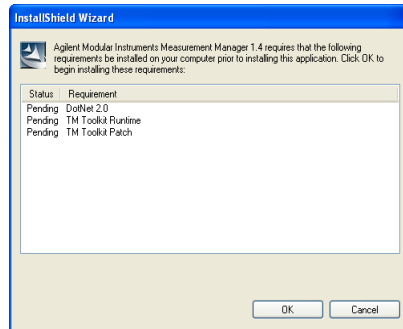 InstallShield Wizard
Agilent Modular Instruments Measurement Manager 1.4 requires that the following
requirements be installed on your computer prior to installing this application. Click OK to
begin installing these requirements:
Status Requirement
Pending DotNet 2.0
Pending TM Toolkit Runtime
Pending TM Toolkit Patch
OK Cancel